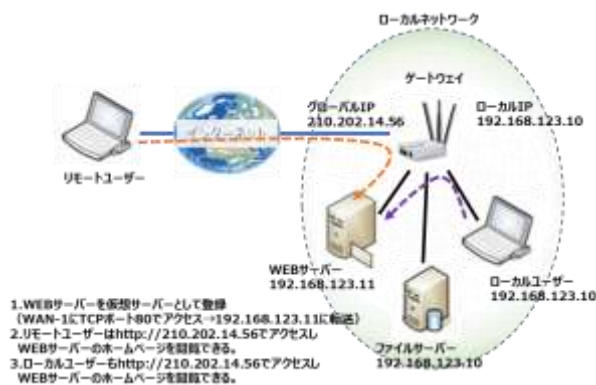 ローカルネットワーク
ゲートウェイ
グローバルIP
210.202.14.56
ローカルIP
192.168.123.10
インターネット
リモートユーザー
WEBサーバー
192.168.123.11
ローカルユーザー
192.168.123.10
ファイルサーバー
192.168.123.10
1.WEBサーバーを仮想サーバーとして登録
(WAN-1にTCPポート80でアクセス→192.168.123.11に転送)
2.リモートユーザーはhttp://210.202.14.56でアクセスし
WEBサーバーのホームページを閲覧できる。
3.ローカルユーザーもhttp://210.202.14.56でアクセスし
WEBサーバーのホームページを閲覧できる。